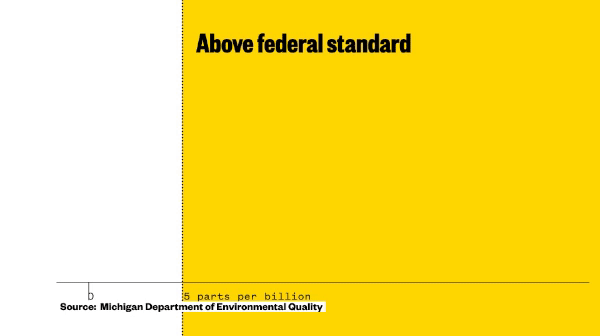 Above federal standard
0 5 parts per billion
Source: Michigan Department of Environmental Quality